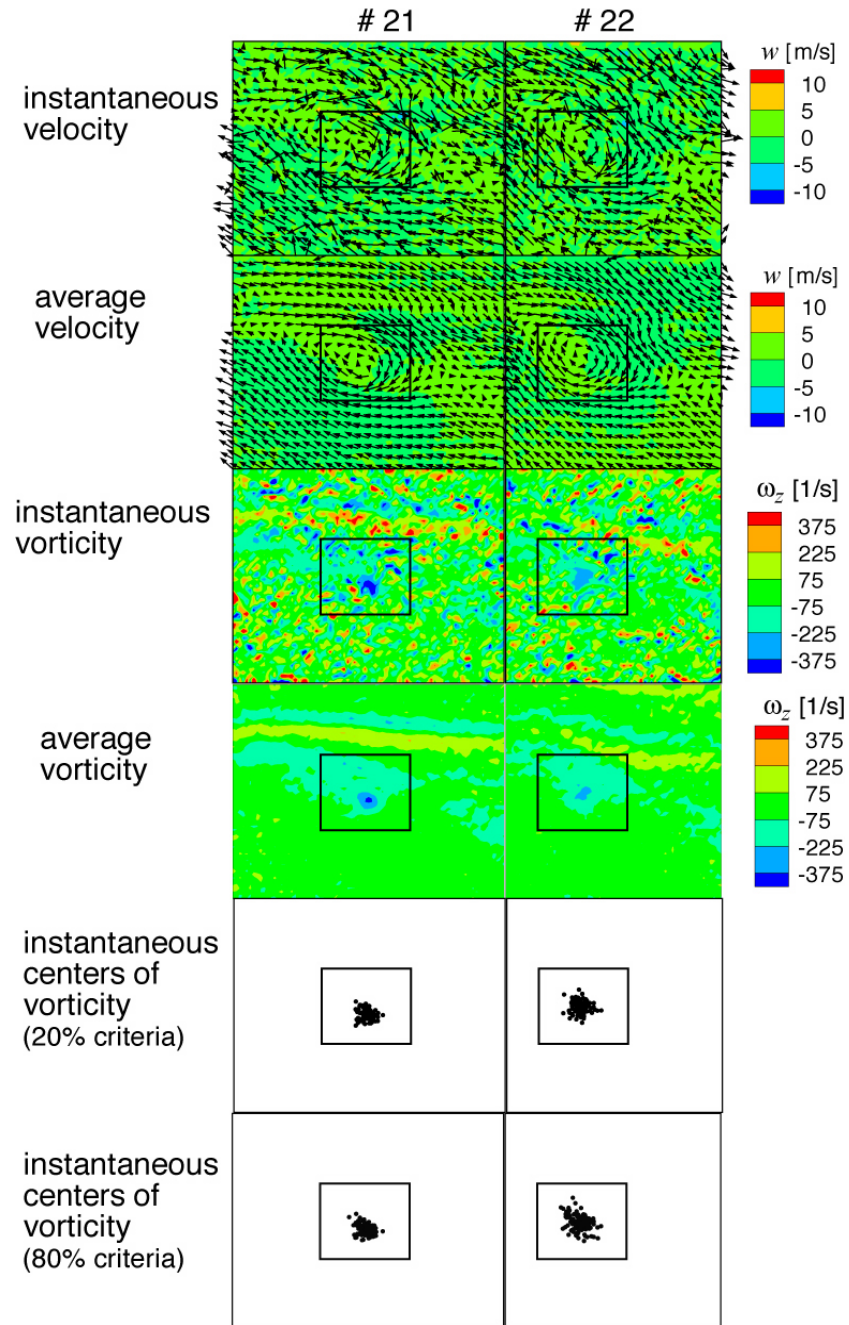 # 21
# 22
instantaneous
velocity
w [m/s]
10
5
0
-5
-10
average
velocity
w [m/s]
10
5
0
-5
-10
instantaneous
vorticity
ωz [1/s]
375
225
75
-75
-225
-375
average
vorticity
ωz [1/s]
375
225
75
-75
-225
-375
instantaneous
centers of
vorticity
(20% criteria)
instantaneous
centers of
vorticity
(80% criteria)